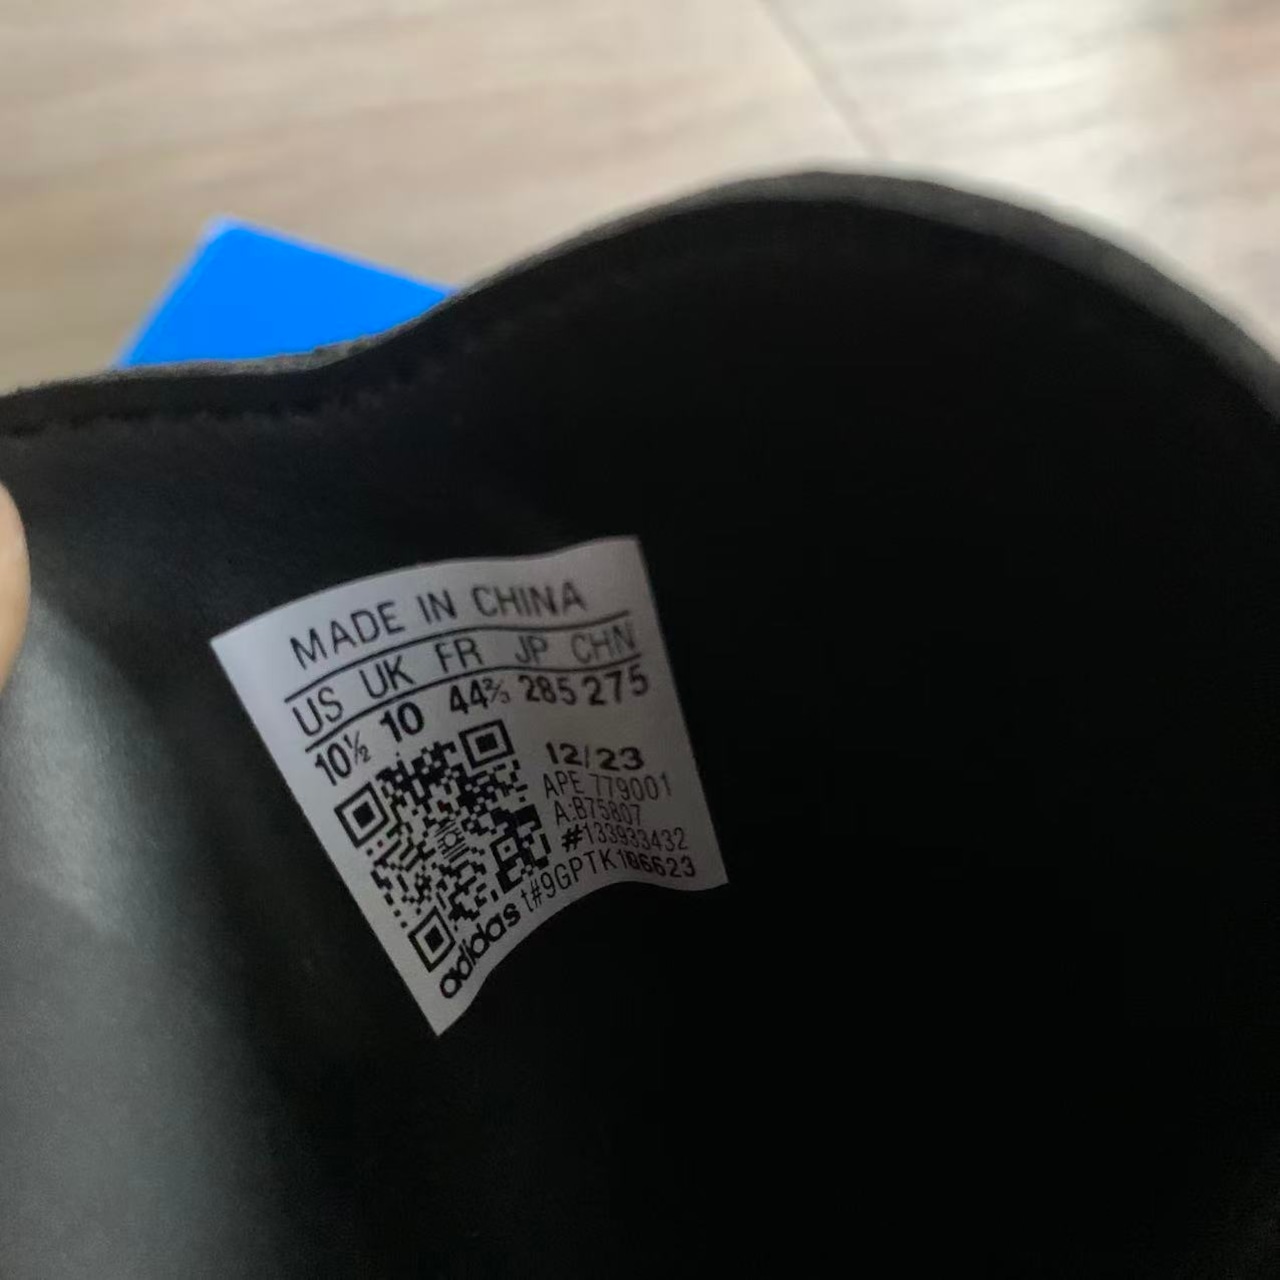 MADE IN CHINA
US UK FR JP CHN
10½ 10 44⅔ 285 275
12/23
APE 779001
A:B75807
#133933432
t#9GPTK106623
adidas